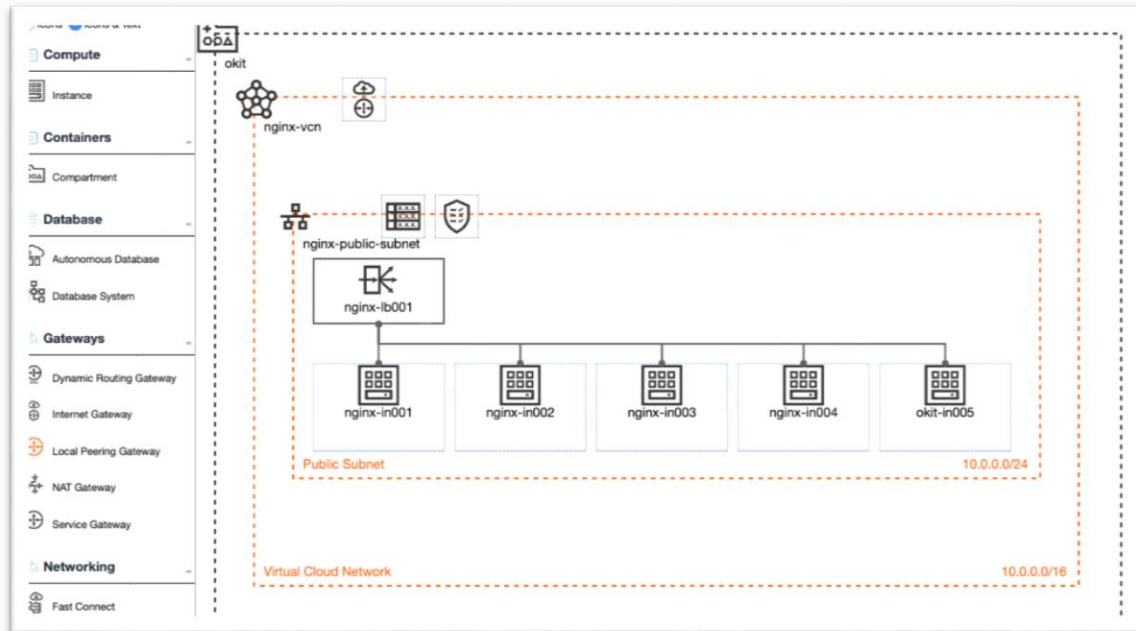 Compute
Instance
Containers
Compartment
Database
Autonomous Database
Database System
Gateways
Dynamic Routing Gateway
Internet Gateway
Local Peering Gateway
NAT Gateway
Service Gateway
Networking
Fast Connect
okit
nginx-vcn
nginx-public-subnet
nginx-lb001
nginx-in001 nginx-in002 nginx-in003 nginx-in004 okit-in005
Public Subnet 10.0.0.0/24
Virtual Cloud Network 10.0.0.0/16